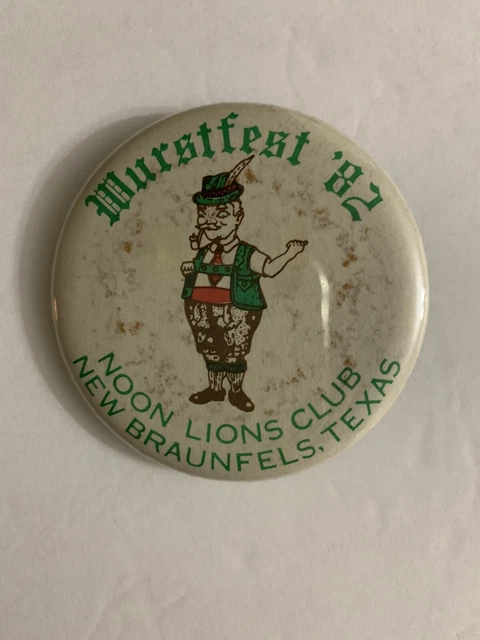 Wurstfest '82
NOON LIONS CLUB
NEW BRAUNFELS, TEXAS